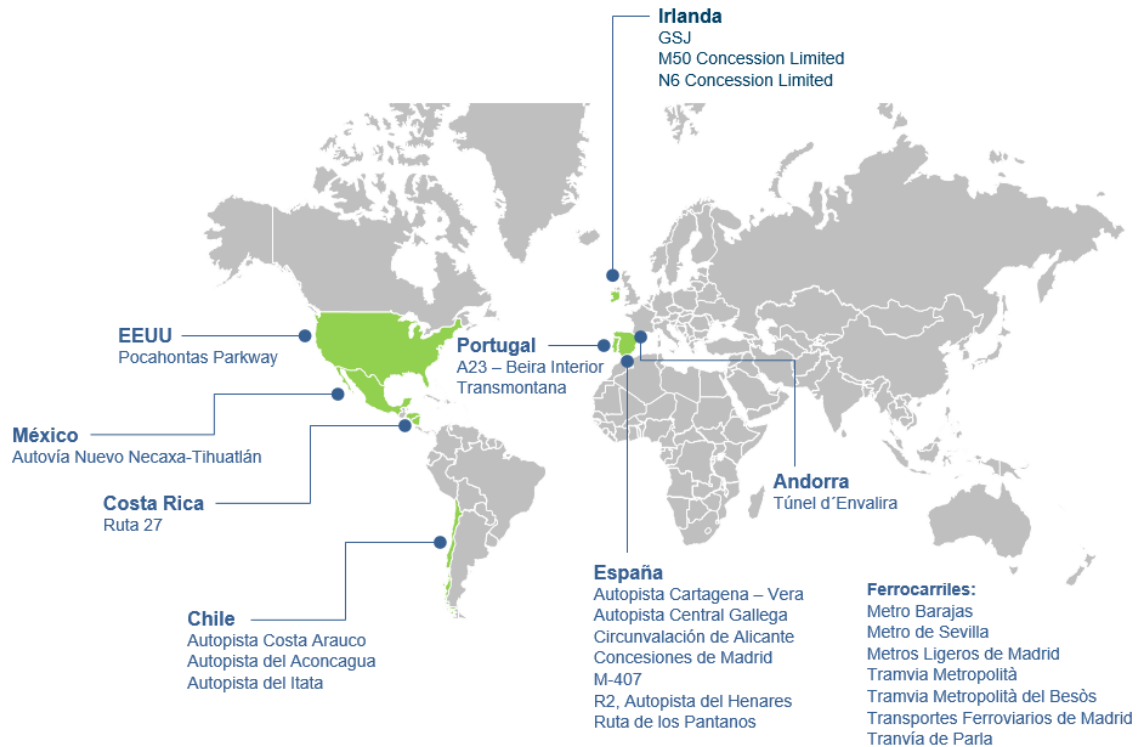 Irlanda
GSJ
M50 Concession Limited
N6 Concession Limited
EEUU
Pocahontas Parkway
Portugal
A23 – Beira Interior
Transmontana
México
Autovía Nuevo Necaxa-Tihuatlán
Andorra
Túnel d´Envalira
Costa Rica
Ruta 27
España
Autopista Cartagena – Vera
Autopista Central Gallega
Circunvalación de Alicante
Concesiones de Madrid
M-407
R2, Autopista del Henares
Ruta de los Pantanos
Ferrocarriles:
Metro Barajas
Metro de Sevilla
Metros Ligeros de Madrid
Tramvia Metropolità
Tramvia Metropolità del Besòs
Transportes Ferroviarios de Madrid
Tranvía de Parla
Chile
Autopista Costa Arauco
Autopista del Aconcagua
Autopista del Itata